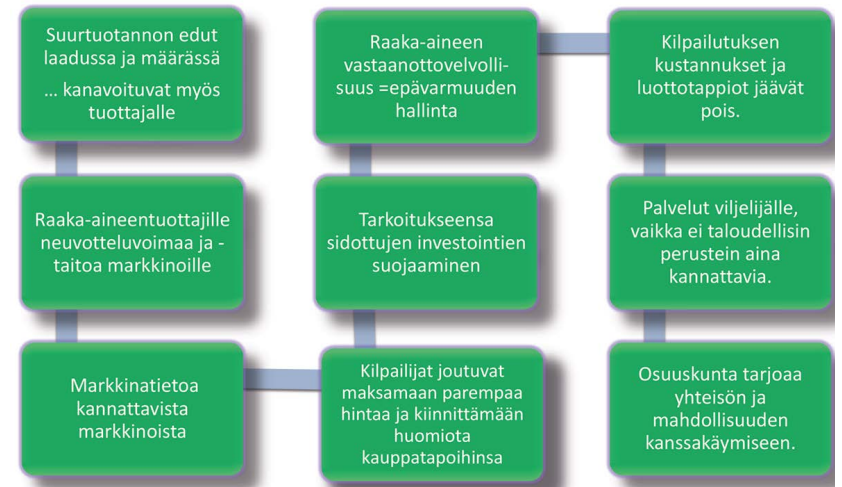 Suurtuotannon edut
laadussa ja määrässä
... kanavoituvat myös
tuottajalle
Raaka-aineentuottajille
neuvotteluvoimaa ja -
taitoa markkinoille
Markkinatietoa
kannattavista
markkinoista
Kilpailijat joutuvat
maksamaan parempaa
hintaa ja kiinnittämään
huomiota
kauppatapoihinsa
Tarkoitukseensa
sidottujen investointien
suojaaminen
Raaka-aineen
vastaanottovelvolli-
suus =epävarmuuden
hallinta
Kilpailutuksen
kustannukset ja
luottotappiot jäävät
pois.
Palvelut viljelijälle,
vaikka ei taloudellisin
perustein aina
kannattavia.
Osuuskunta tarjoaa
yhteisön ja
mahdollisuuden
kanssakäymiseen.